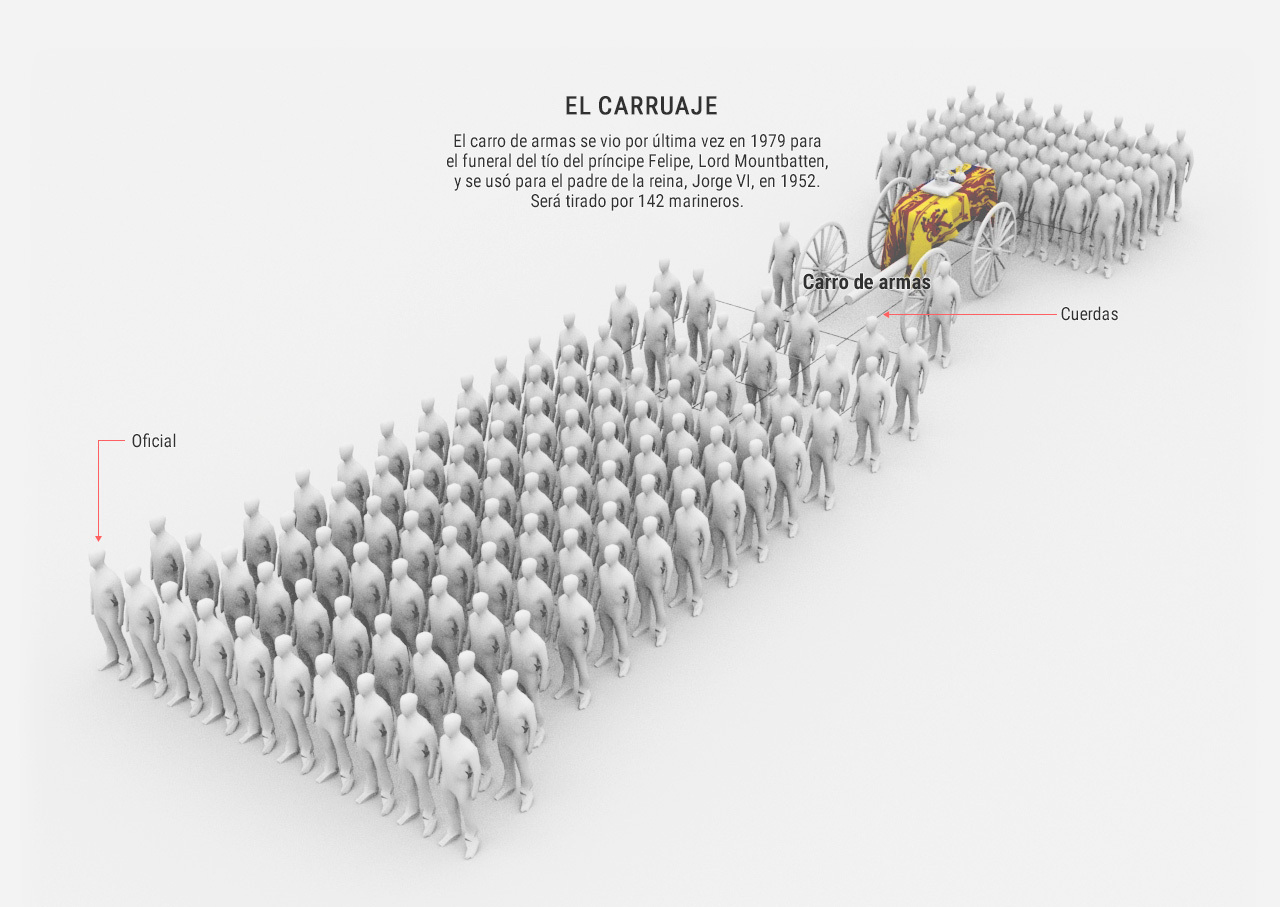 EL CARRUAJE
El carro de armas se vio por última vez en 1979 para
el funeral del tío del príncipe Felipe, Lord Mountbatten,
y se usó para el padre de la reina, Jorge VI, en 1952.
Será tirado por 142 marineros.
Carro de armas
Cuerdas
Oficial